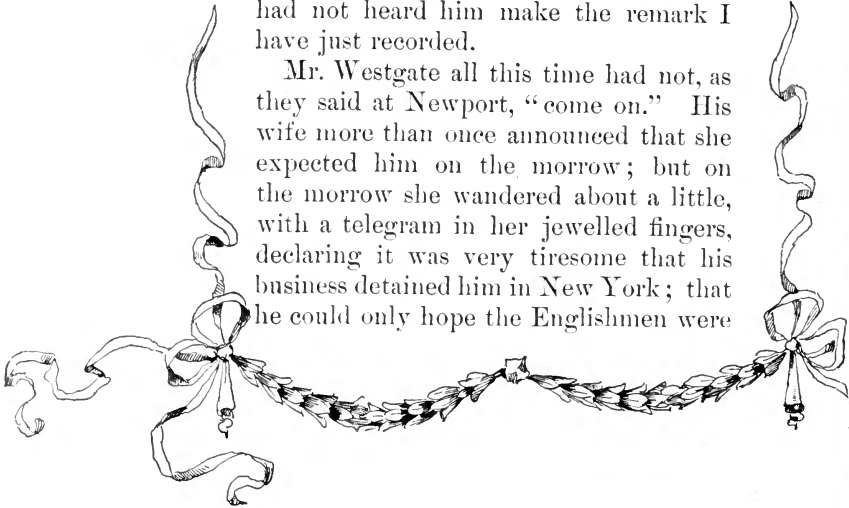 had not heard him make the remark I
have just recorded.
Mr. Westgate all this time had not, as
they said at Newport, “come on.” His
wife more than once announced that she
expected him on the morrow; but on
the morrow she wandered about a little,
with a telegram in her jewelled fingers,
declaring it was very tiresome that his
business detained him in New York; that
he could only hope the Englishmen were